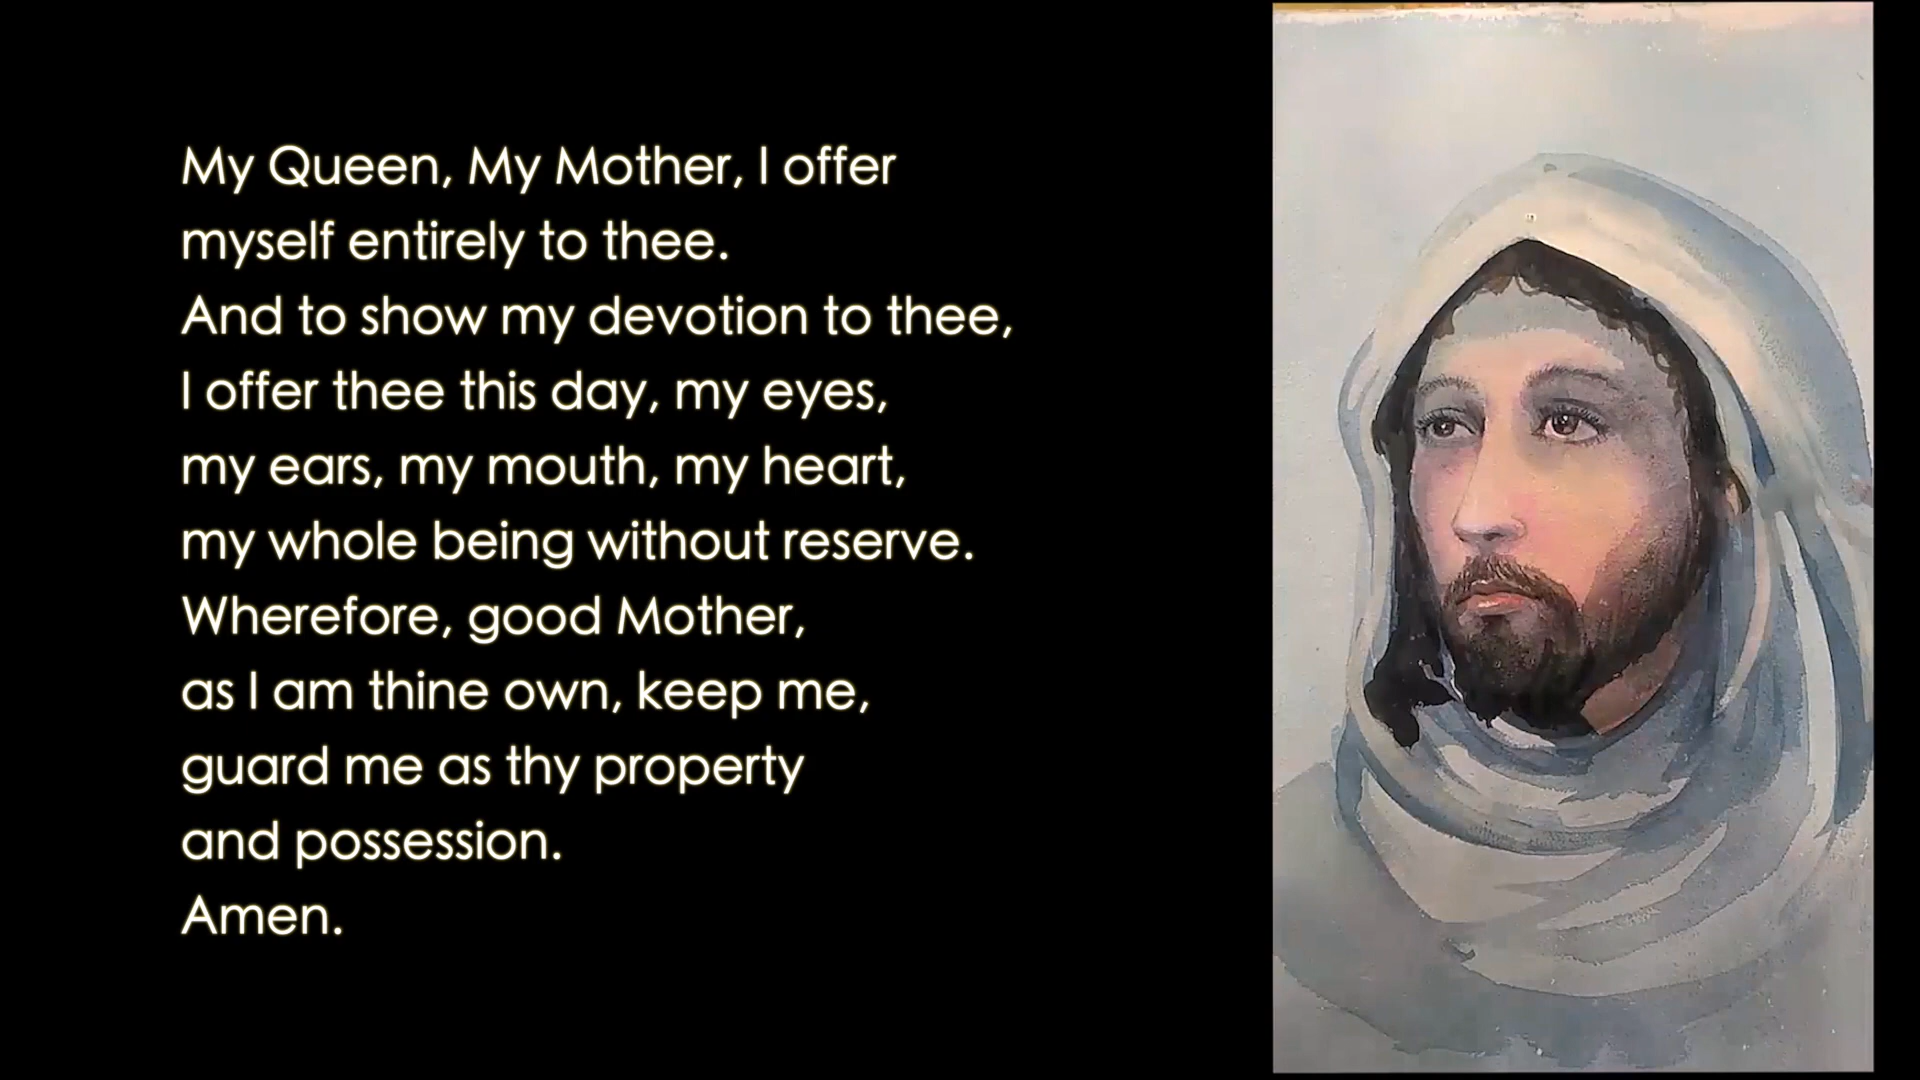 My Queen, My Mother, I offer
myself entirely to thee.
And to show my devotion to thee,
I offer thee this day, my eyes,
my ears, my mouth, my heart,
my whole being without reserve.
Wherefore, good Mother,
as I am thine own, keep me,
guard me as thy property
and possession.
Amen.